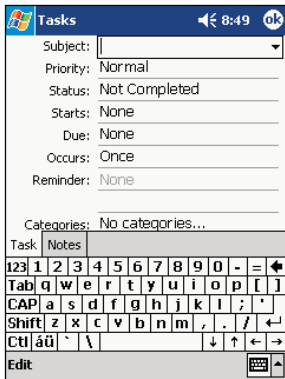 Tasks 8:49 ok
Subject:
Priority: Normal
Status: Not Completed
Starts: None
Due: None
Occurs: Once
Reminder: None
Categories: No categories...
Task Notes
123 1 2 3 4 5 6 7 8 9 0 - =
Tab q w e r t y u i o p [ ]
CAP a s d f g h j k l ; '
Shift z x c v b n m , . /
Ctl áü ` \ ↓ ↑ ← →
Edit